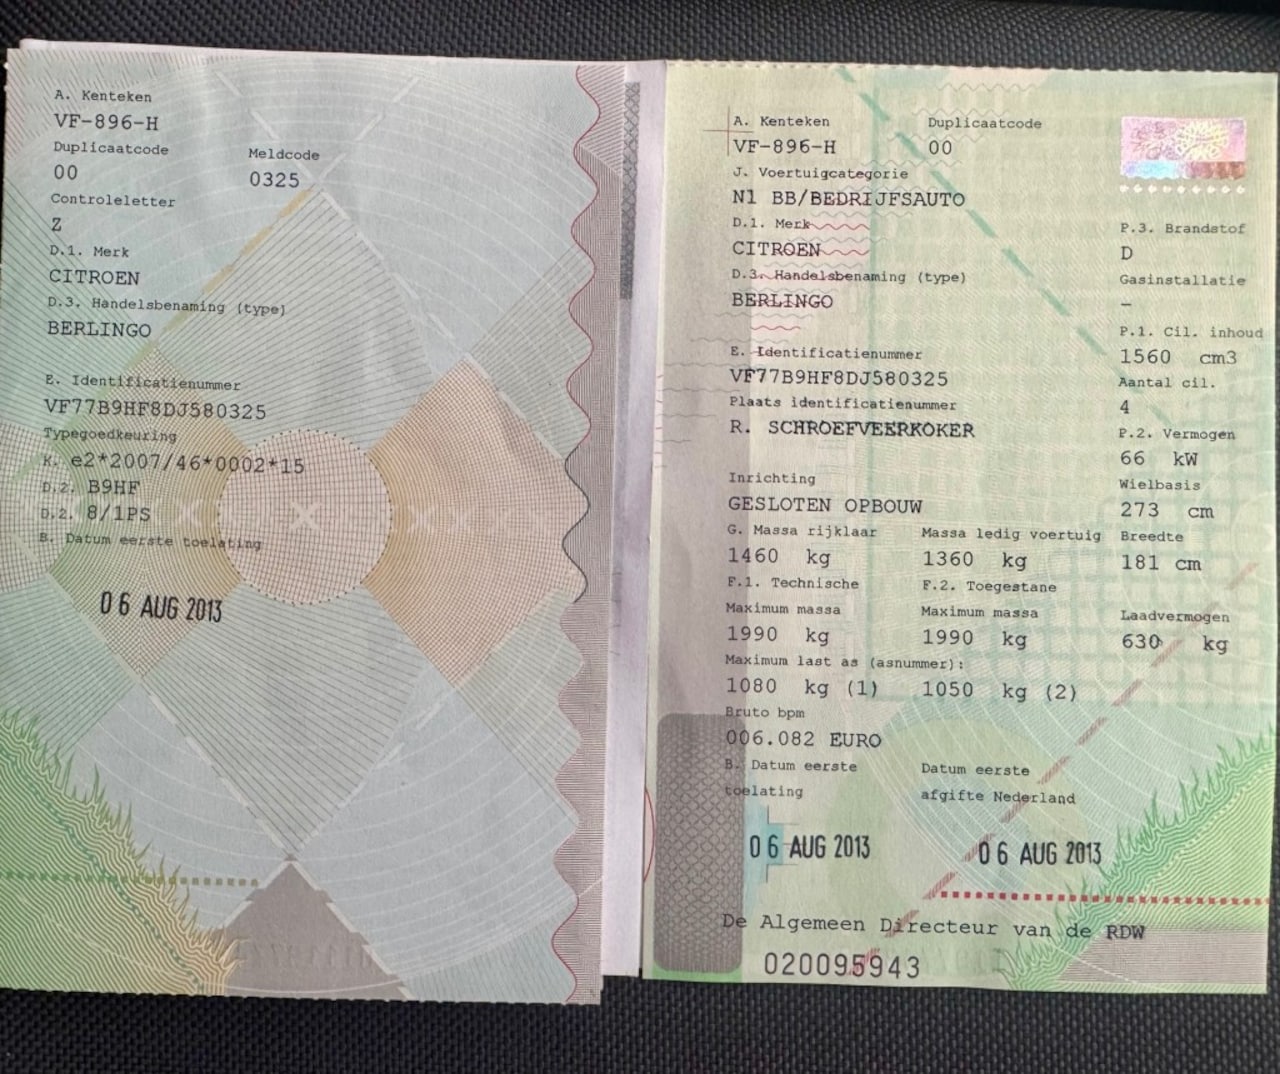 A. Kenteken
VF-896-H
Duplicaatcode Meldcode
00 0325
Controleletter
Z
D.1. Merk
CITROEN
D.3. Handelsbenaming (type)
BERLINGO
E. Identificatienummer
VF77B9HF8DJ580325
Typegoedkeuring
K. e2*2007/46*0002*15
D.2. B9HF
D.2. 8/1PS
B. Datum eerste toelating
06 AUG 2013
A. Kenteken Duplicaatcode
VF-896-H 00
J. Voertuigcategorie
N1 BB/BEDRIJFSAUTO
D.1. Merk P.3. Brandstof
CITROEN D
D.3. Handelsbenaming (type) Gasinstallatie
BERLINGO –
P.1. Cil. inhoud
E. Identificatienummer 1560 cm3
VF77B9HF8DJ580325 Aantal cil.
Plaats identificatienummer 4
R. SCHROEFVEERKOKER P.2. Vermogen
66 kW
Inrichting Wielbasis
GESLOTEN OPBOUW 273 cm
G. Massa rijklaar Massa ledig voertuig Breedte
1460 kg 1360 kg 181 cm
F.1. Technische F.2. Toegestane
Maximum massa Maximum massa Laadvermogen
1990 kg 1990 kg 630 kg
Maximum last as (asnummer):
1080 kg (1) 1050 kg (2)
Bruto bpm
006.082 EURO
B. Datum eerste Datum eerste
toelating afgifte Nederland
06 AUG 2013 06 AUG 2013
De Algemeen Directeur van de RDW
020095943